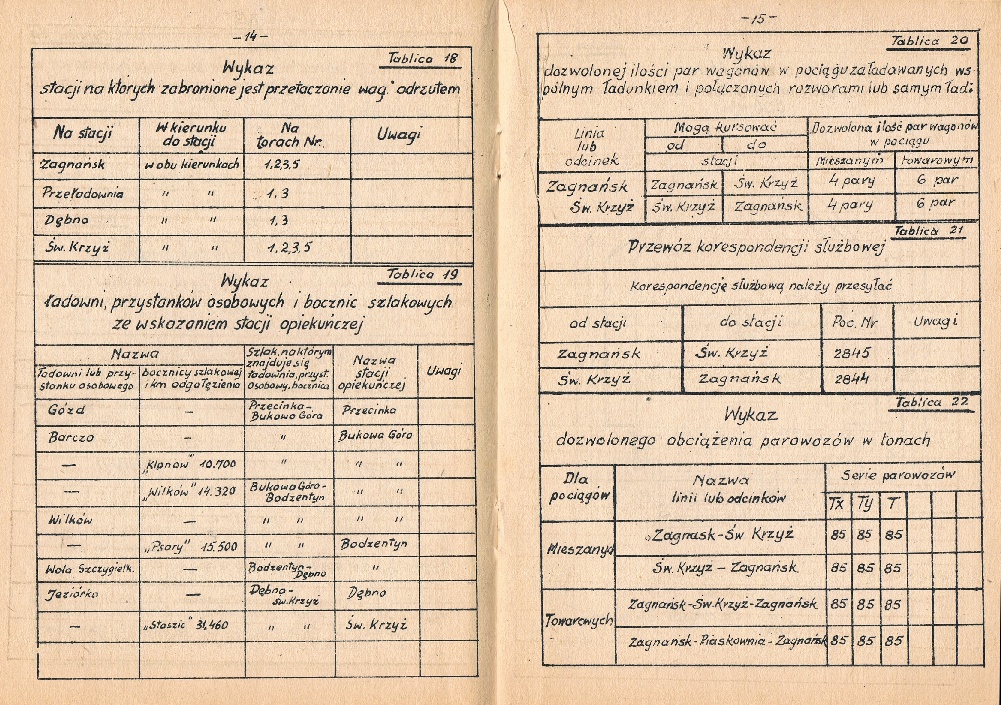 -14-
Tablica 18
Wykaz
stacji na których zabronione jest przetaczanie wag. odrzutem
Na stacji W kierunku do stacji Na torach Nr. Uwagi
Zagnańsk w obu kierunkach 1,2,3,5
Przeładownia " " 1,3
Dębno " " 1,3
Św. Krzyż " " 1,2,3,5
Tablica 19
Wykaz
ładowni, przystanków osobowych i bocznic szlakowych
ze wskazaniem stacji opiekuńczej
Nazwa
ładowni lub przystanku osobowego bocznicy szlakowej i km odgałęzienia Szlak, na którym znajduje się ładownia, przyst. osobowy, bocznica Nazwa stacji opiekuńczej Uwagi
Gózd - Przecinka-Bukowa Góra Przecinka
Barcza - " Bukowa Góra
- „Klonów" 10.700 " " "
- „Wilków" 14.320 Bukowa Góra-Bodzentyn
Wilków - " " " "
- „Psary" 15.500 " " Bodzentyn
Wola Szczygiełk. - Bodzentyn-Dębno "
Jeziórko - Dębno-Św. Krzyż Dębno
- „Staszic" 31,460 " " Św. Krzyż
-15-
Tablica 20
Wykaz
dozwolonej ilości par wagonów w pociągu załadowanych ws-
pólnym ładunkiem i połączonych rozworami lub samym ład.
Linia lub odcinek Mogą kursować Dozwolona ilość par wagonów w pociągu
od do
stacji mieszanym towarowym
Zagnańsk Zagnańsk Św. Krzyż 4 pary 6 par
Św. Krzyż Św. Krzyż Zagnańsk 4 pary 6 par
Tablica 21
Przewóz korespondencji służbowej
Korespondencję służbową należy przesyłać
od stacji do stacji Poc. Nr Uwagi
Zagnańsk Św. Krzyż 2845
Św. Krzyż Zagnańsk 2844
Tablica 22
Wykaz
dozwolonego obciążenia parowozów w tonach
Dla pociągów Nazwa linii lub odcinków Serie parowozów
Tx Ty T
Mieszanych Zagnask-Św Krzyż 85 85 85
Św. Krzyż - Zagnańsk 85 85 85
Towarowych Zagnańsk-Św.Krzyż-Zagnańsk 85 85 85
Zagnańsk-Piaskownia-Zagnańsk 85 85 85